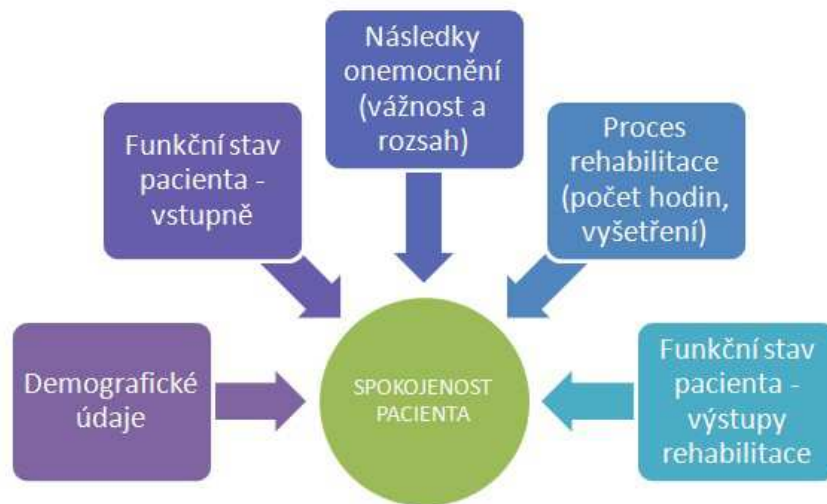 Následky
onemocnění
(vážnost a
rozsah)
Funkční stav
pacienta -
vstupně
Proces
rehabilitace
(počet hodin,
vyšetření)
Demografické
údaje
SPOKOJENOST
PACIENTA
Funkční stav
pacienta -
výstupy
rehabilitace